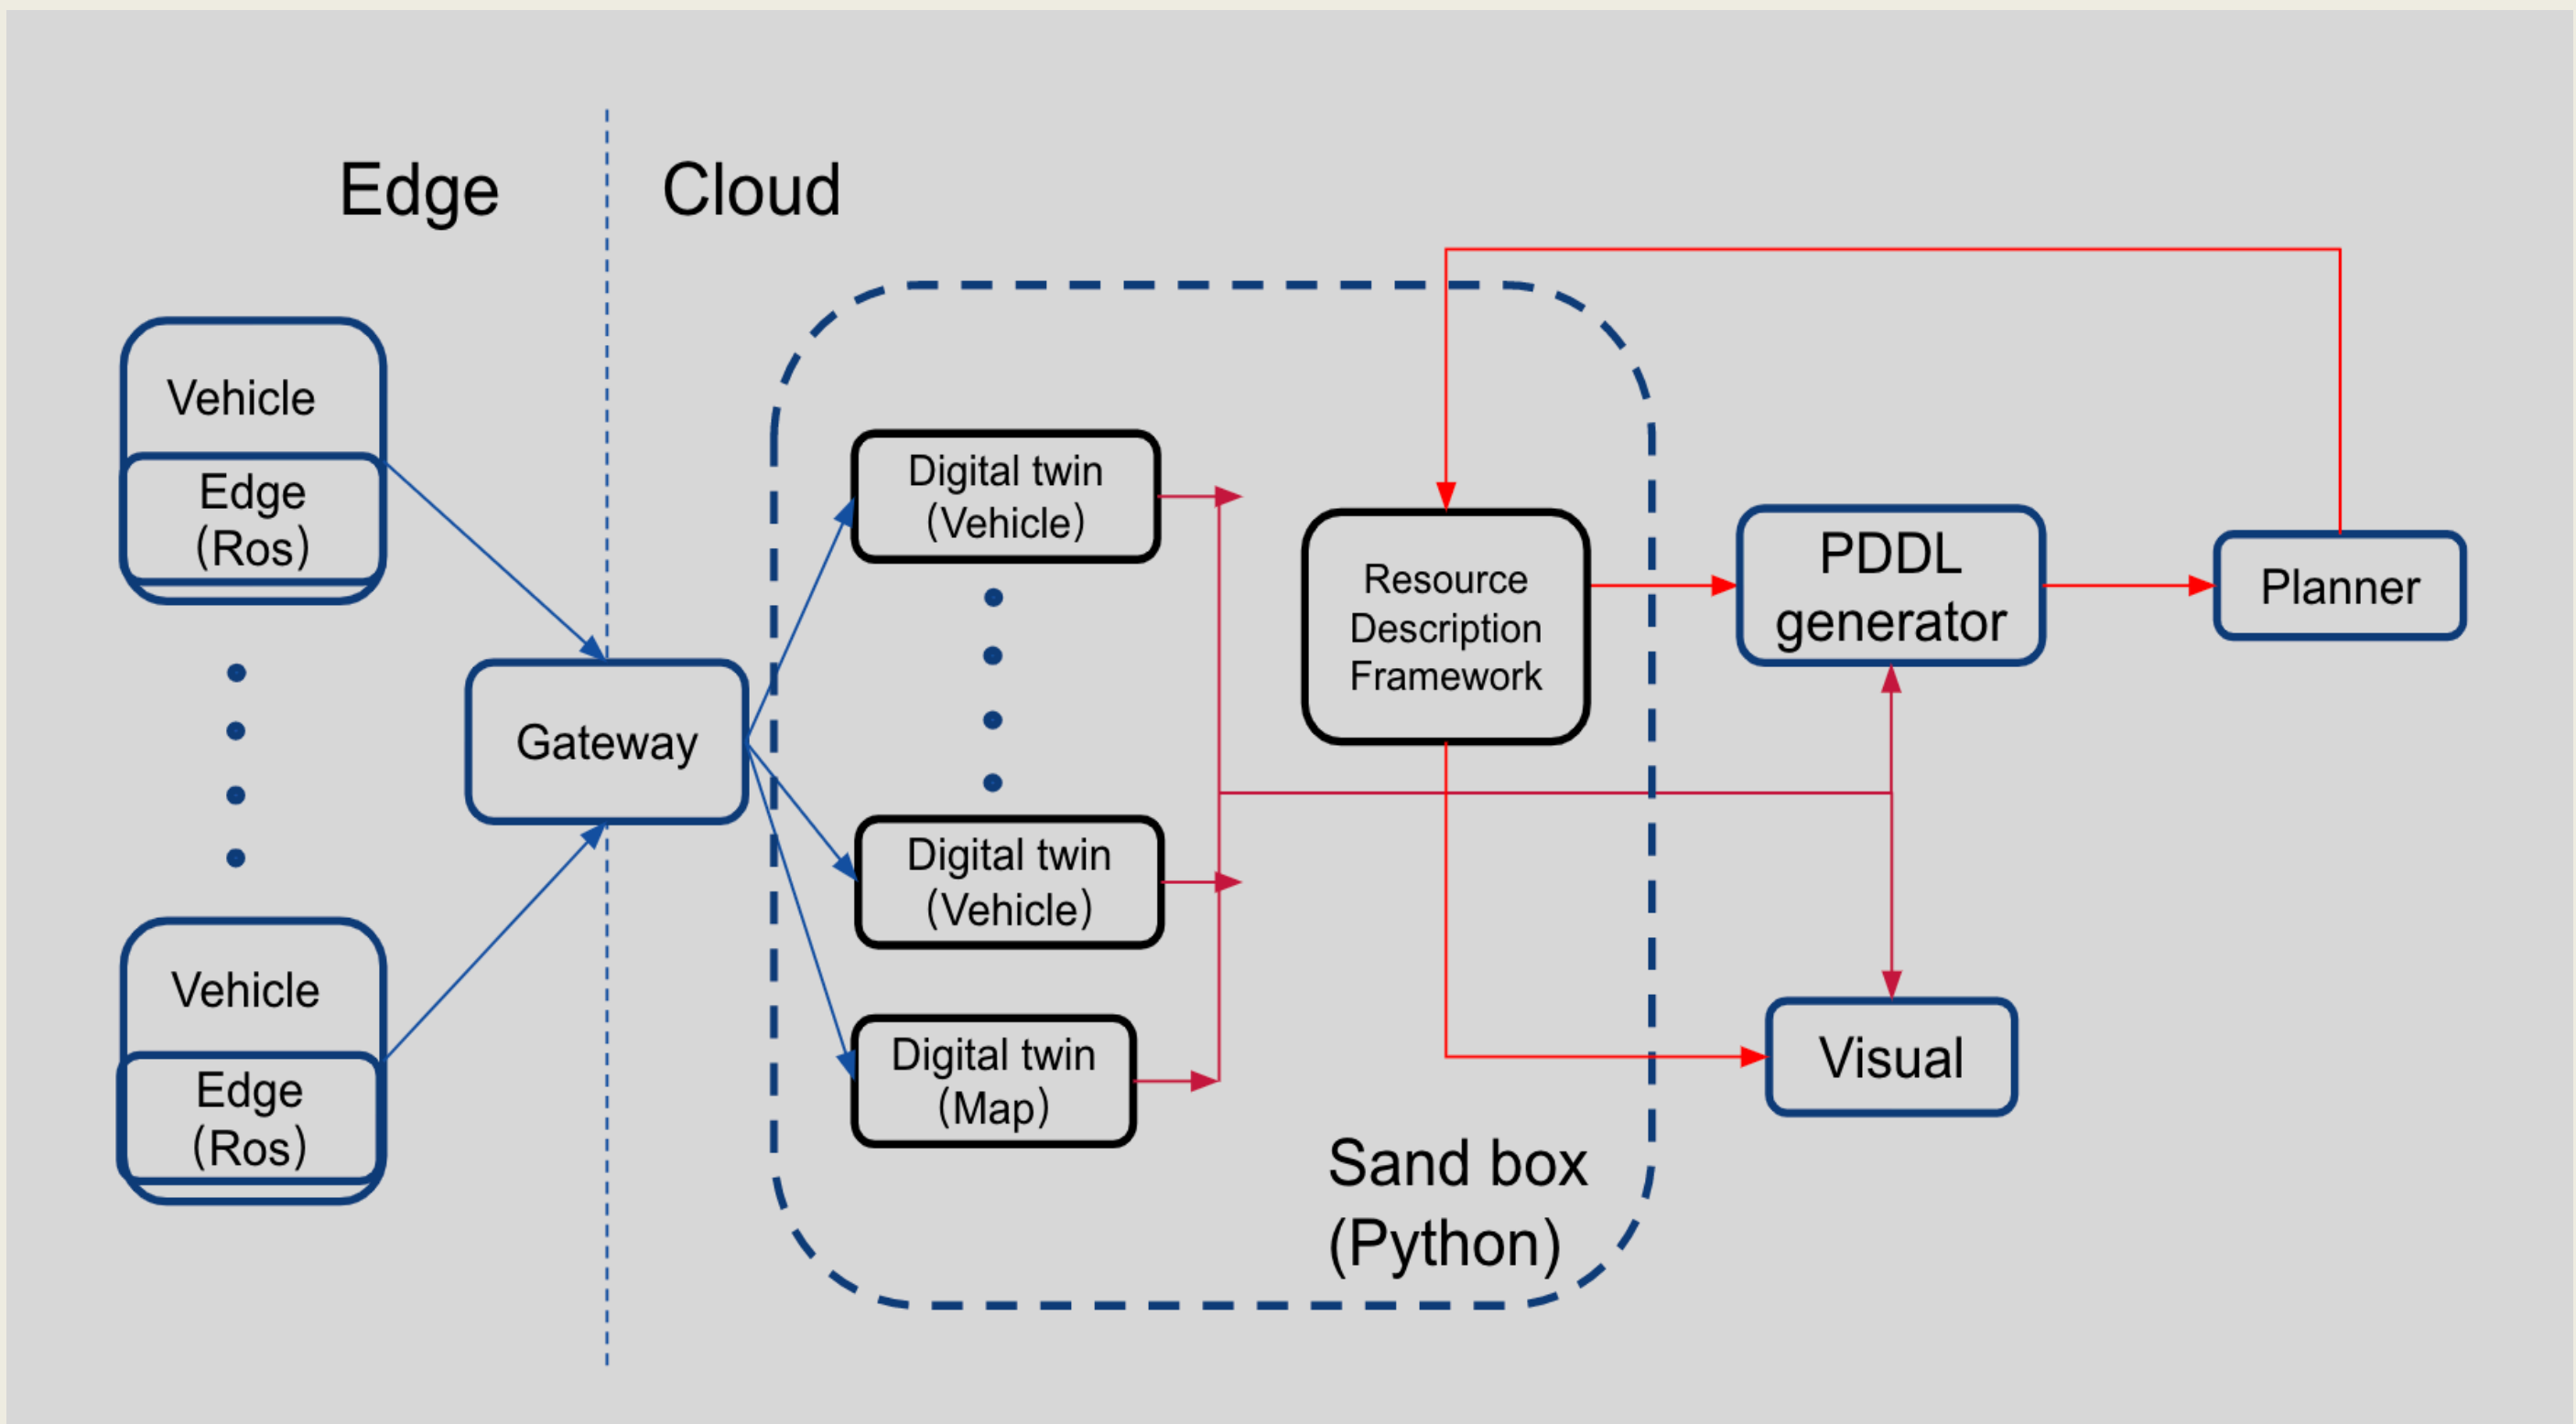 Edge
Cloud
Vehicle
Edge
(Ros)
Vehicle
Edge
(Ros)
Gateway
Digital twin
(Vehicle)
Digital twin
(Vehicle)
Digital twin
(Map)
Resource
Description
Framework
Sand box
(Python)
PDDL
generator
Planner
Visual